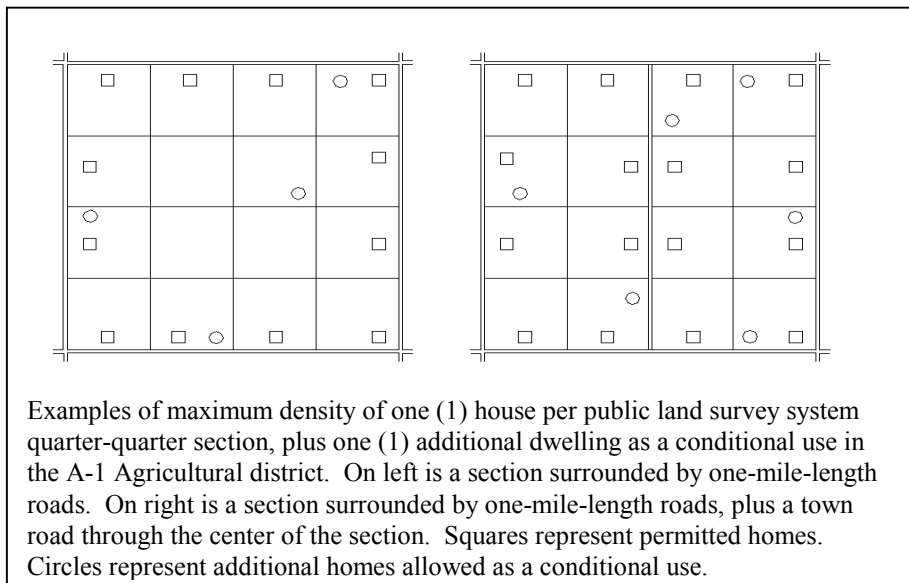 Examples of maximum density of one (1) house per public land survey system
quarter-quarter section, plus one (1) additional dwelling as a conditional use in
the A-1 Agricultural district.  On left is a section surrounded by one-mile-length
roads.  On right is a section surrounded by one-mile-length roads, plus a town
road through the center of the section.  Squares represent permitted homes.
Circles represent additional homes allowed as a conditional use.